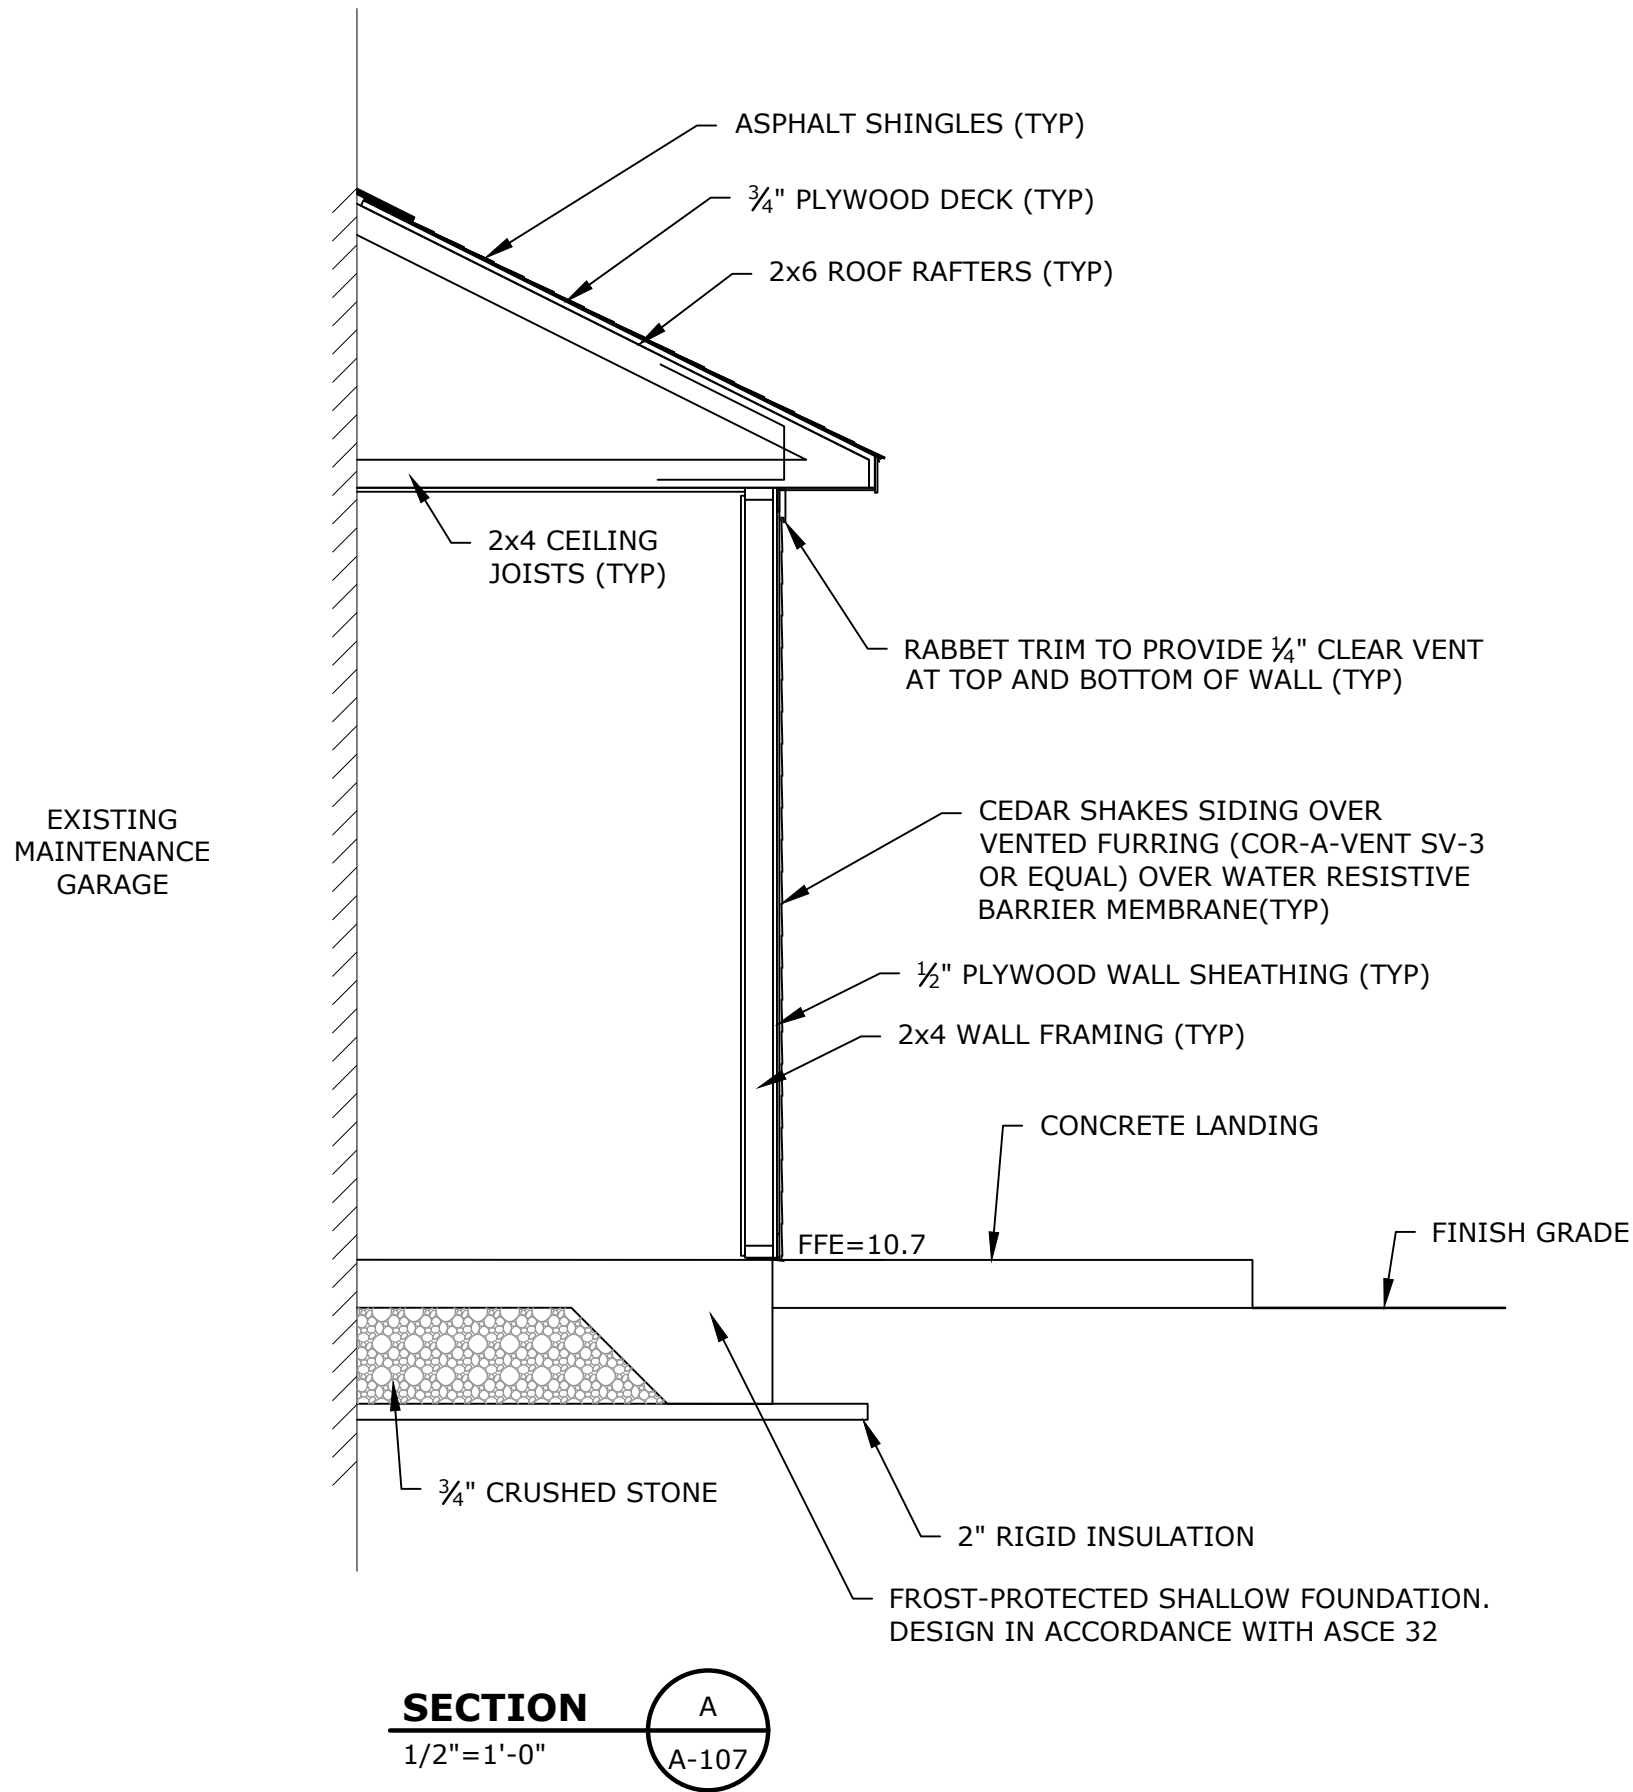 ASPHALT SHINGLES (TYP)
¾" PLYWOOD DECK (TYP)
2x6 ROOF RAFTERS (TYP)
2x4 CEILING
JOISTS (TYP)
RABBET TRIM TO PROVIDE ¼" CLEAR VENT
AT TOP AND BOTTOM OF WALL (TYP)
EXISTING
MAINTENANCE
GARAGE
CEDAR SHAKES SIDING OVER
VENTED FURRING (COR-A-VENT SV-3
OR EQUAL) OVER WATER RESISTIVE
BARRIER MEMBRANE(TYP)
½" PLYWOOD WALL SHEATHING (TYP)
2x4 WALL FRAMING (TYP)
CONCRETE LANDING
FINISH GRADE
FFE=10.7
¾" CRUSHED STONE
2" RIGID INSULATION
FROST-PROTECTED SHALLOW FOUNDATION.
DESIGN IN ACCORDANCE WITH ASCE 32
SECTION
A
1/2"=1'-0"
A-107